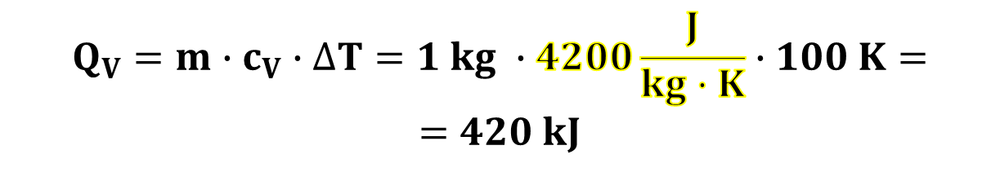 Q_V = m · c_V · ΔT = 1 kg · 4200 J/(kg · K) · 100 K =
= 420 kJ